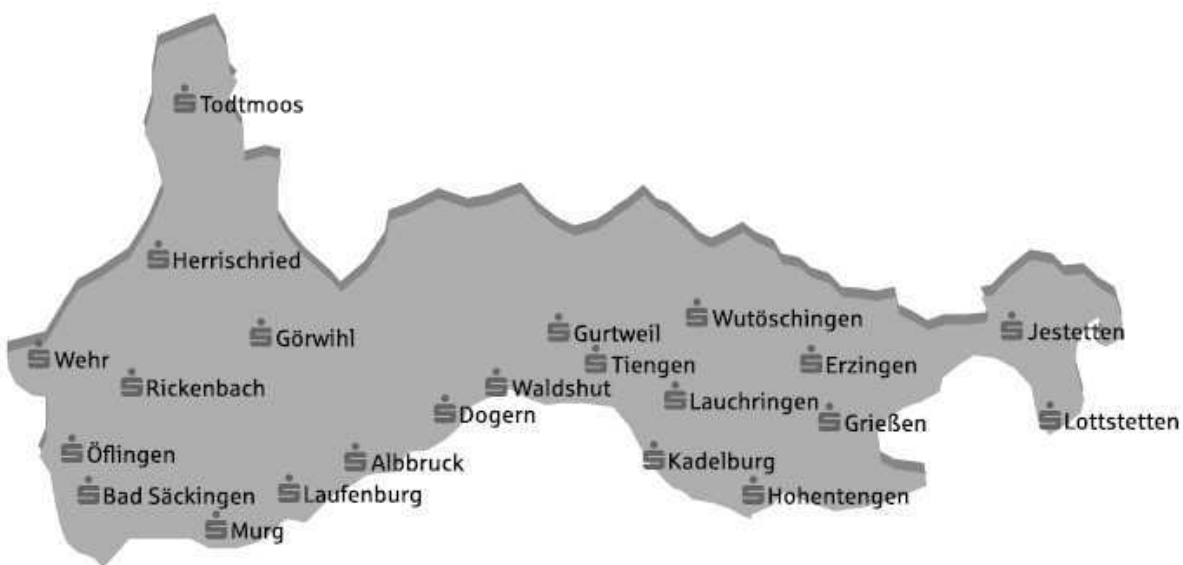 Todtmoos
Herrischried
Wutöschingen
Gurtweil
Jestetten
Görwihl
Wehr
Tiengen
Erzingen
Rickenbach
Waldshut
Lauchringen
Dogern
Grießen
Lottstetten
Öflingen
Albbruck
Kadelburg
Bad Säckingen
Laufenburg
Hohentengen
Murg